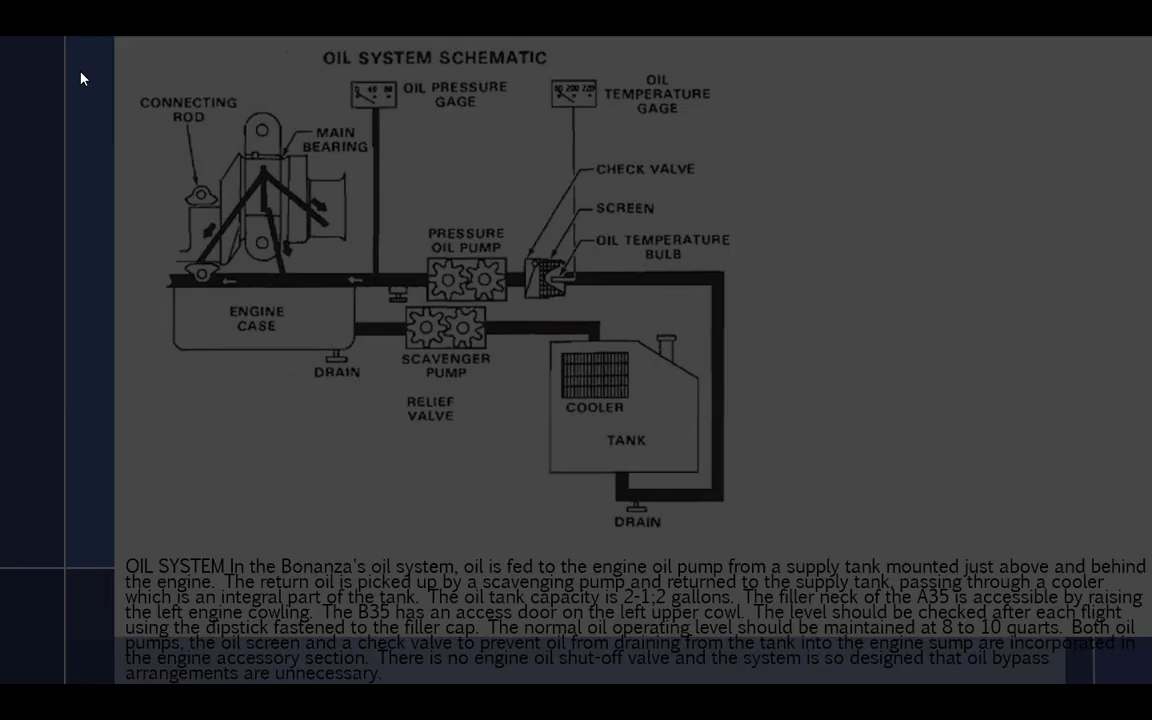 OIL SYSTEM SCHEMATIC
OIL PRESSURE
GAGE
OIL
TEMPERATURE
GAGE
CONNECTING
ROD
MAIN
BEARING
CHECK VALVE
SCREEN
PRESSURE
OIL PUMP
OIL TEMPERATURE
BULB
ENGINE
CASE
DRAIN
SCAVENGER
PUMP
RELIEF
VALVE
COOLER
TANK
DRAIN
OIL SYSTEM In the Bonanza's oil system, oil is fed to the engine oil pump from a supply tank mounted just above and behind
the engine. The return oil is picked up by a scavenging pump and returned to the supply tank, passing through a cooler
which is an integral part of the tank. The oil tank capacity is 2-1;2 gallons. The filler neck of the A35 is accessible by raising
the left engine cowling. The B35 has an access door on the left upper cowl. The level should be checked after each flight
using the dipstick fastened to the filler cap. The normal oil operating level should be maintained at 8 to 10 quarts. Both oil
pumps, the oil screen and a check valve to prevent oil from draining from the tank into the engine sump are incorporated in
the engine accessory section. There is no engine oil shut-off valve and the system is so designed that oil bypass
arrangements are unnecessary.